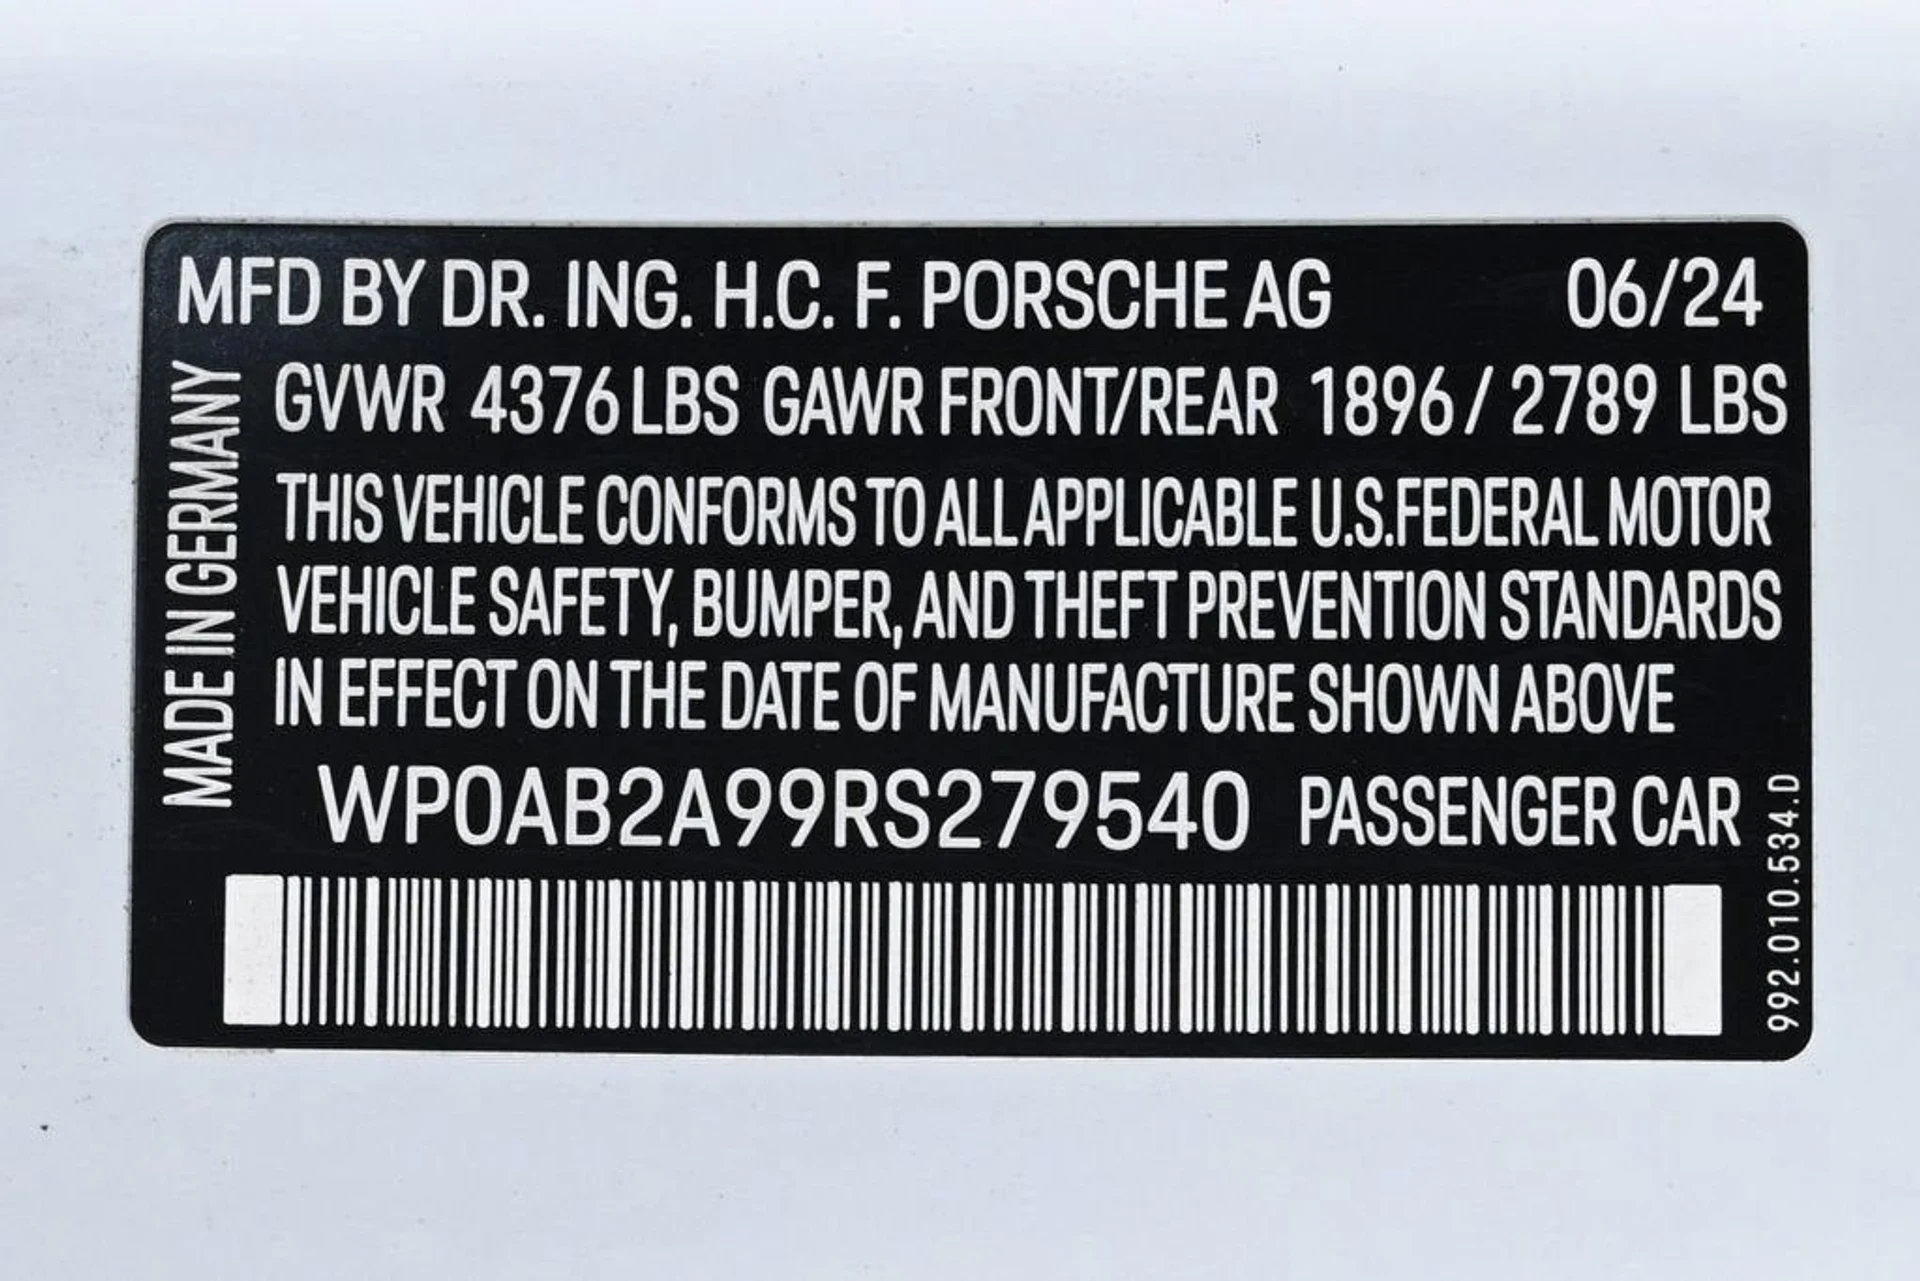 MFD BY DR. ING. H.C. F. PORSCHE AG 06/24
GVWR 4376 LBS GAWR FRONT/REAR 1896 / 2789 LBS
THIS VEHICLE CONFORMS TO ALL APPLICABLE U.S.FEDERAL MOTOR
VEHICLE SAFETY, BUMPER, AND THEFT PREVENTION STANDARDS
IN EFFECT ON THE DATE OF MANUFACTURE SHOWN ABOVE
MADE IN GERMANY
WP0AB2A99RS279540 PASSENGER CAR
992.010.534.D